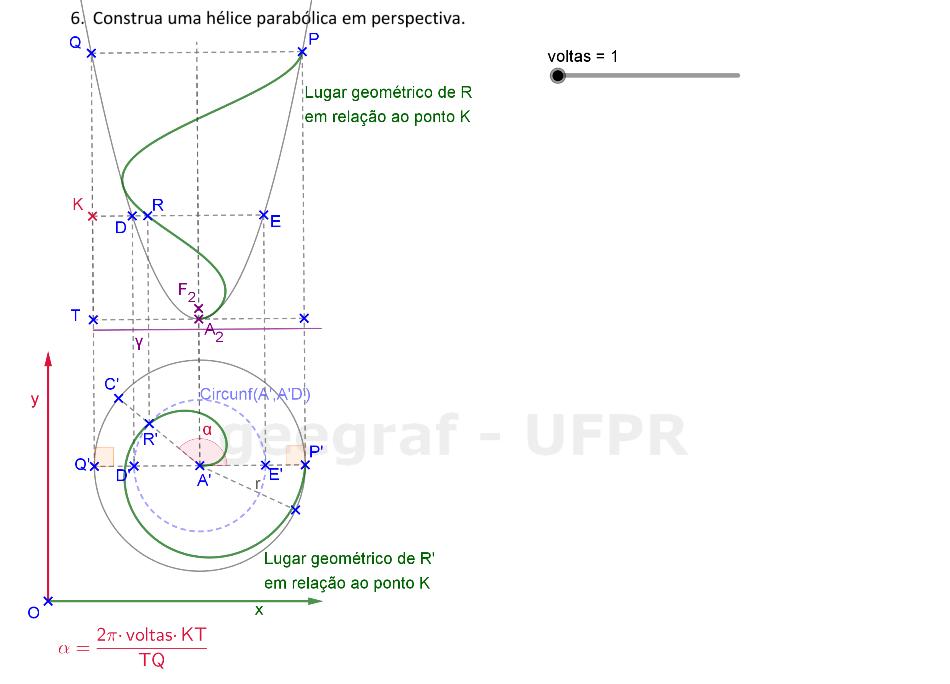 6. Construa uma hélice parabólica em perspectiva.
Q
P
voltas = 1
Lugar geométrico de R
em relação ao ponto K
K
R
D
E
F2
T
A2
γ
C'
y
Circunf(A', A'D')
α
geegraf - UFPR
R'
Q'
D'
A'
E'
P'
r
Lugar geométrico de R'
em relação ao ponto K
O
x
α = 2π· voltas· KT
TQ